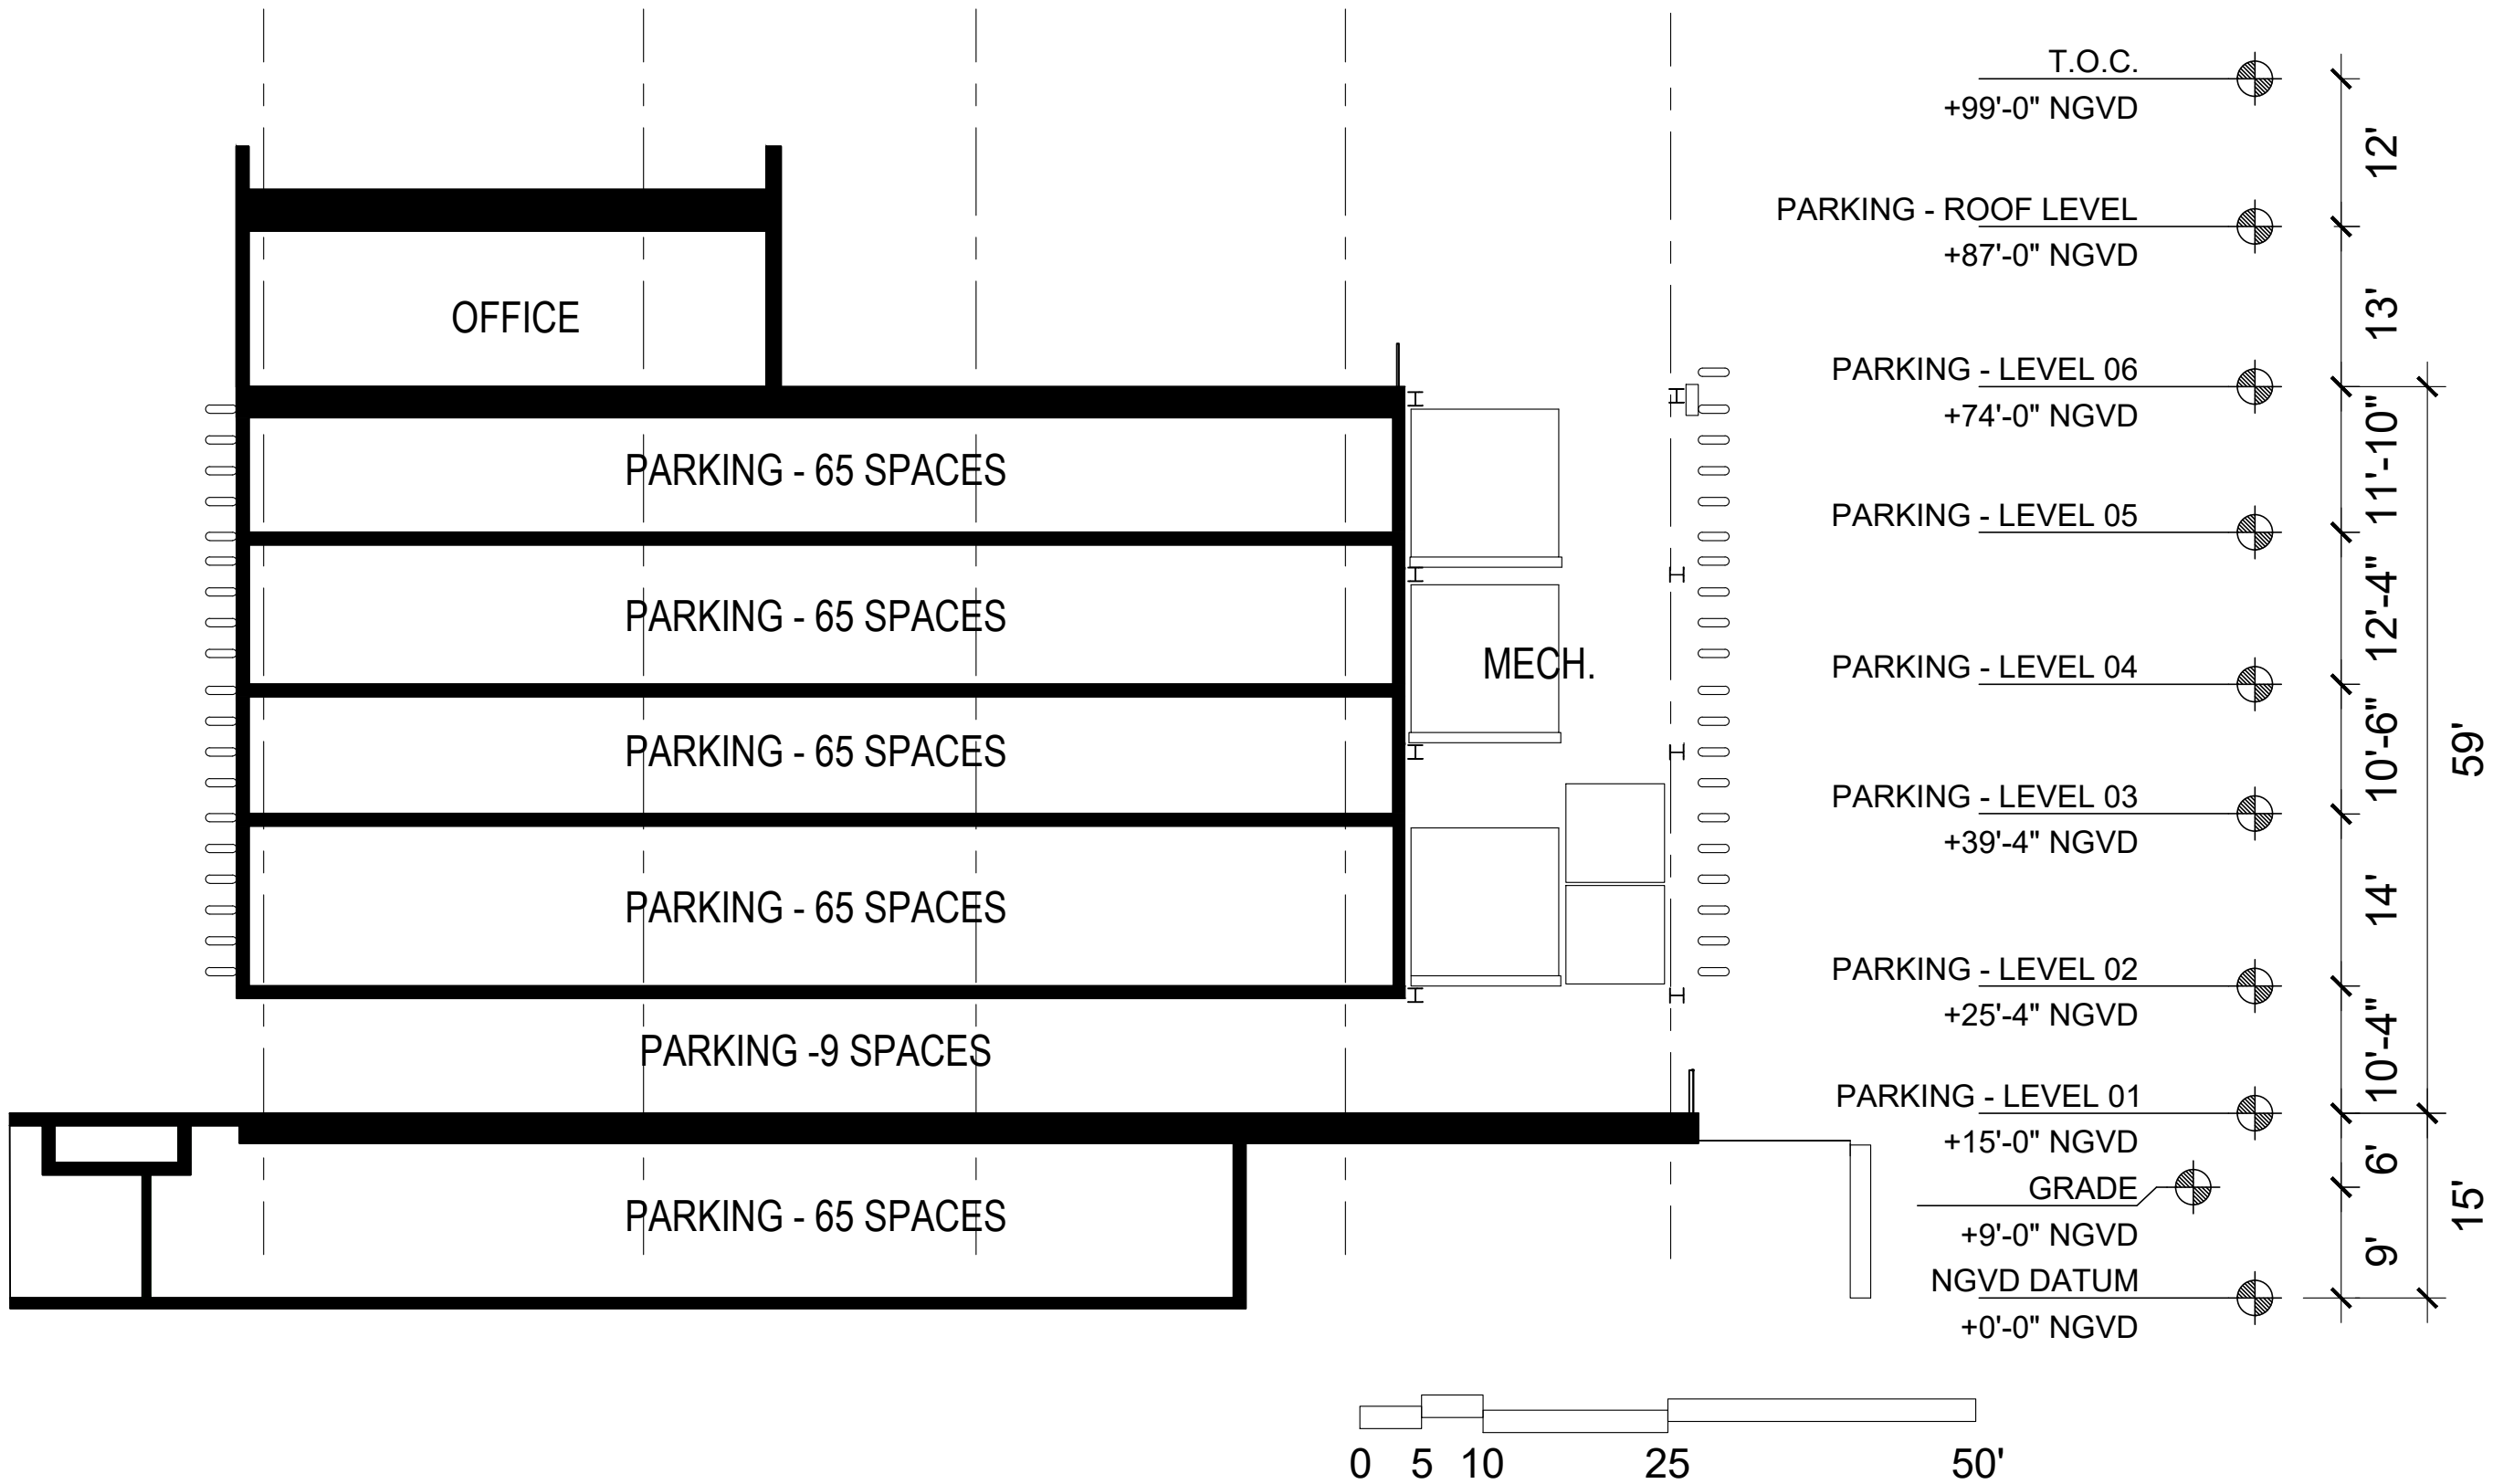 T.O.C.
+99'-0" NGVD
12'
PARKING - ROOF LEVEL
+87'-0" NGVD
OFFICE
13'
PARKING - LEVEL 06
+74'-0" NGVD
PARKING - 65 SPACES
11'-10"
PARKING - LEVEL 05
PARKING - 65 SPACES
12'-4"
MECH.
PARKING - LEVEL 04
PARKING - 65 SPACES
10'-6"
59'
PARKING - LEVEL 03
+39'-4" NGVD
PARKING - 65 SPACES
14'
PARKING - LEVEL 02
+25'-4" NGVD
PARKING -9 SPACES
10'-4"
PARKING - LEVEL 01
+15'-0" NGVD
6'
GRADE
+9'-0" NGVD
PARKING - 65 SPACES
15'
9'
NGVD DATUM
+0'-0" NGVD
0 5 10 25 50'